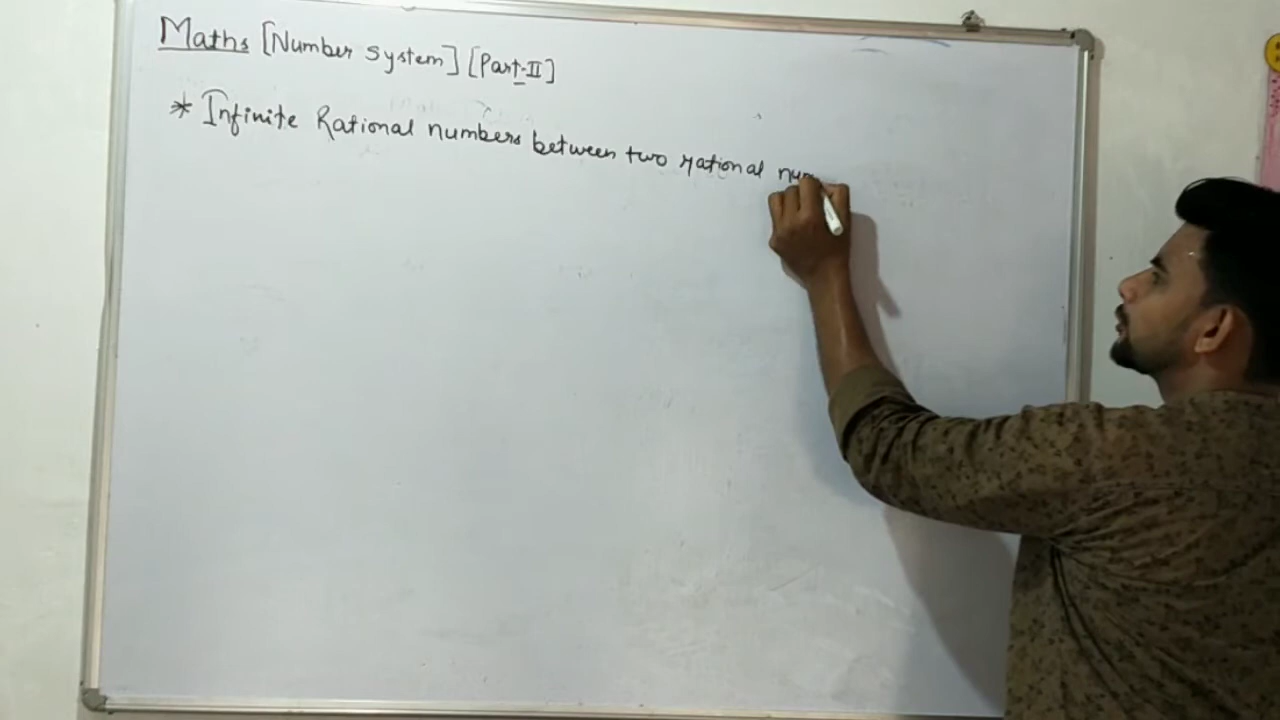 Maths [Number System] [Part-II]
* Infinite Rational numbers between two rational num